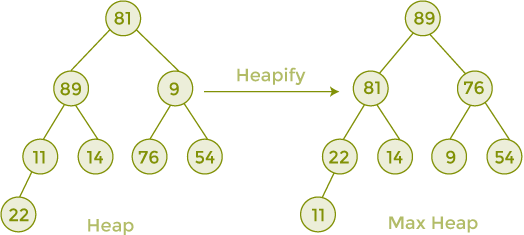 81 89
89 9 Heapify 81 76
11 14 76 54 22 14 9 54
22 11
Heap Max Heap